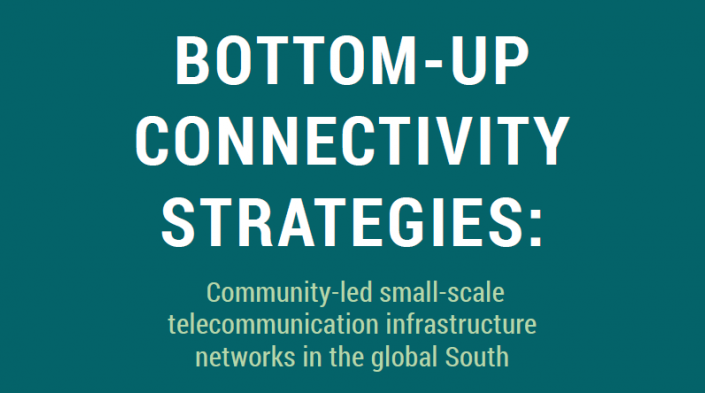 BOTTOM-UP
CONNECTIVITY
STRATEGIES:
Community-led small-scale
telecommunication infrastructure
networks in the global South